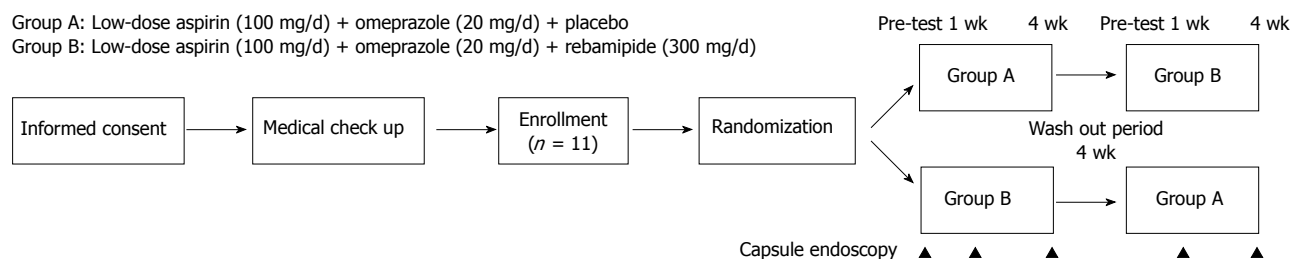 Group A: Low-dose aspirin (100 mg/d) + omeprazole (20 mg/d) + placebo
Group B: Low-dose aspirin (100 mg/d) + omeprazole (20 mg/d) + rebamipide (300 mg/d)
Pre-test 1 wk 4 wk Pre-test 1 wk 4 wk
Group A Group B
Informed consent
Medical check up
Enrollment
(n = 11)
Randomization
Wash out period
4 wk
Group B Group A
Capsule endoscopy